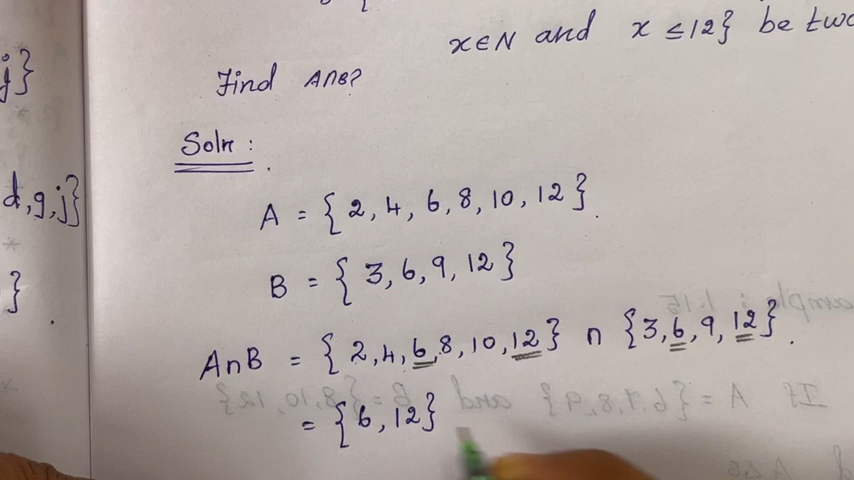 x∈N and x ≤12} be two
Find A∩B?
Soln :
j}
d,g,j}
}
A = {2, 4, 6, 8, 10, 12}.
B = {3, 6, 9, 12}
A∩B = {2,4,6,8,10,12} ∩ {3,6,9,12}.
= {6,12}